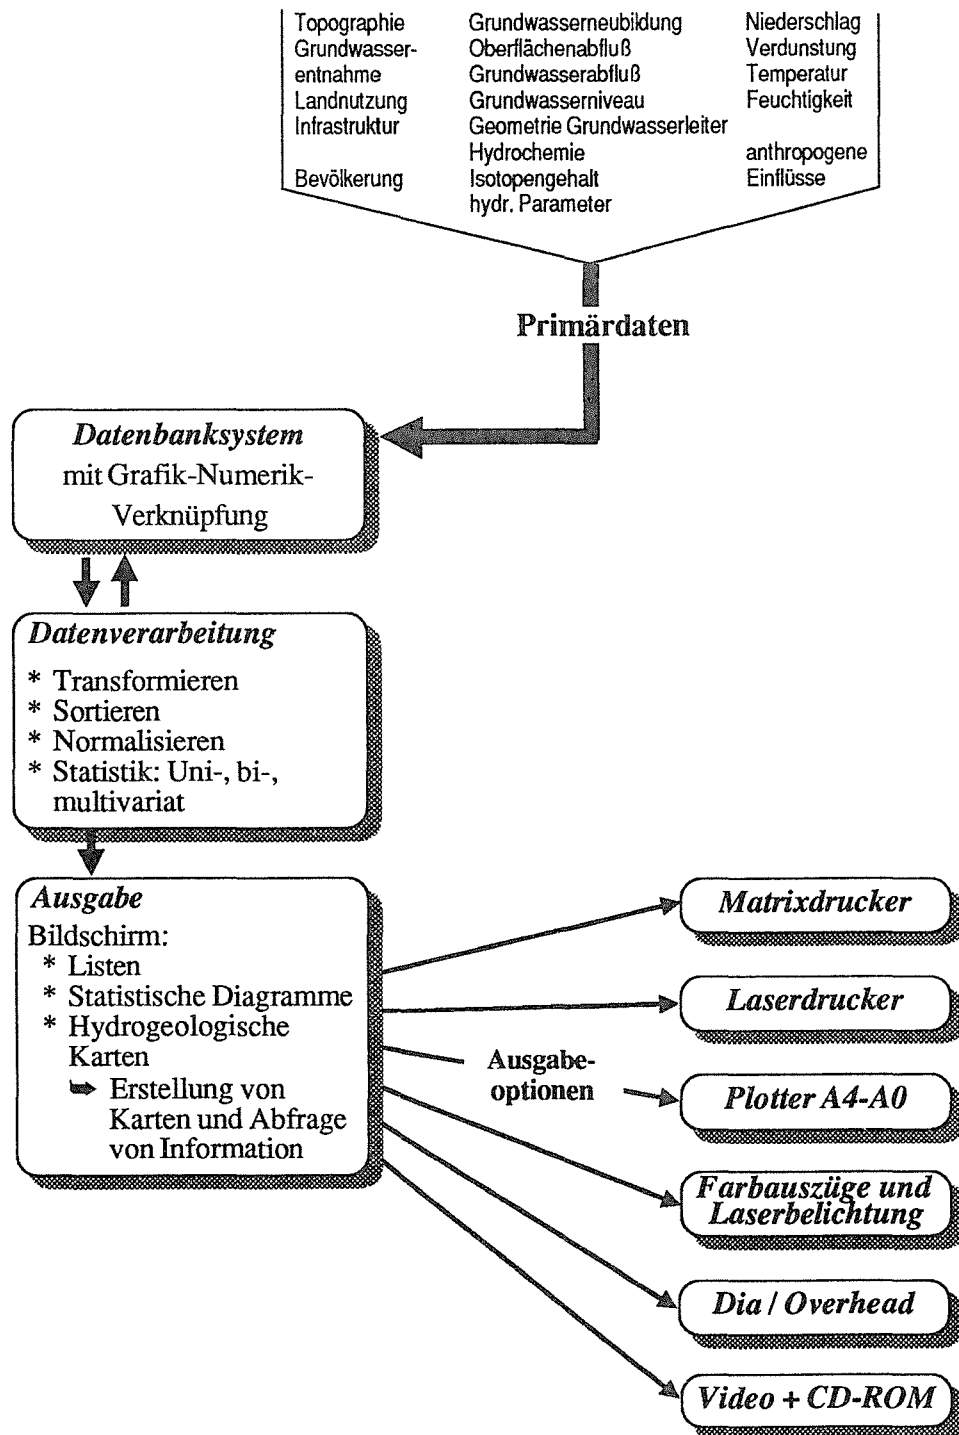 Topographie
Grundwasser-
entnahme
Landnutzung
Infrastruktur
Bevölkerung
Grundwasserneubildung
Oberflächenabfluß
Grundwasserabfluß
Grundwasserniveau
Geometrie Grundwasserleiter
Hydrochemie
Isotopengehalt
hydr. Parameter
Niederschlag
Verdunstung
Temperatur
Feuchtigkeit
anthropogene
Einflüsse
Primärdaten
Datenbanksystem
mit Grafik-Numerik-
Verknüpfung
Datenverarbeitung
* Transformieren
* Sortieren
* Normalisieren
* Statistik: Uni-, bi-,
multivariat
Ausgabe
Bildschirm:
* Listen
* Statistische Diagramme
* Hydrogeologische
Karten
Erstellung von
Karten und Abfrage
von Information
Ausgabe-
optionen
Matrixdrucker
Laserdrucker
Plotter A4-A0
Farbauszüge und
Laserbelichtung
Dia / Overhead
Video + CD-ROM